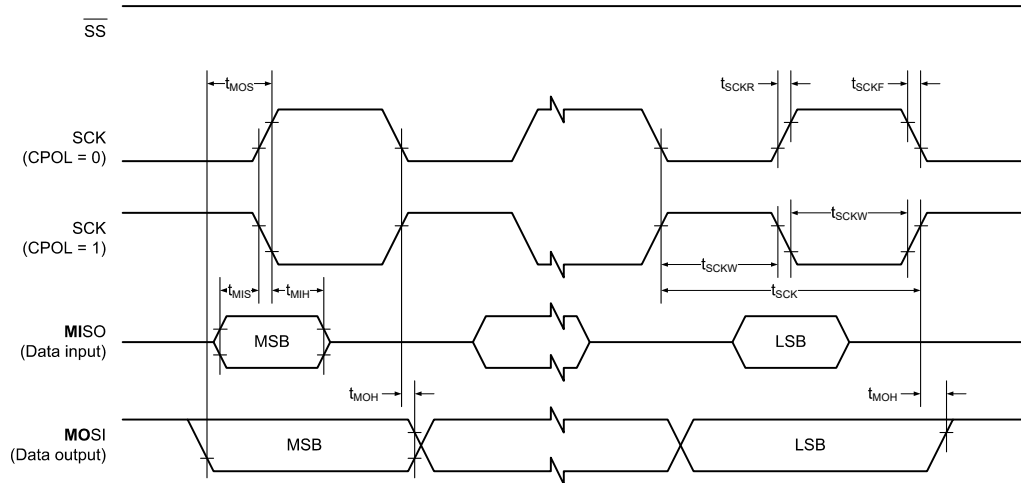 SS
tMOS
tSCKR
tSCKF
SCK
(CPOL = 0)
SCK
(CPOL = 1)
tSCKW
tSCKW
tSCK
tMIS
tMIH
MISO
(Data input)
MSB
LSB
tMOH
tMOH
MOSI
(Data output)
MSB
LSB